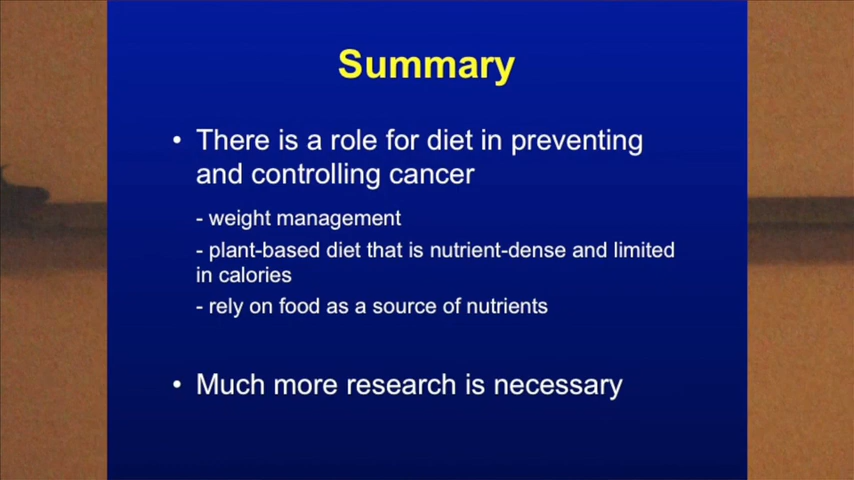 Summary
• There is a role for diet in preventing
and controlling cancer
- weight management
- plant-based diet that is nutrient-dense and limited
in calories
- rely on food as a source of nutrients
• Much more research is necessary